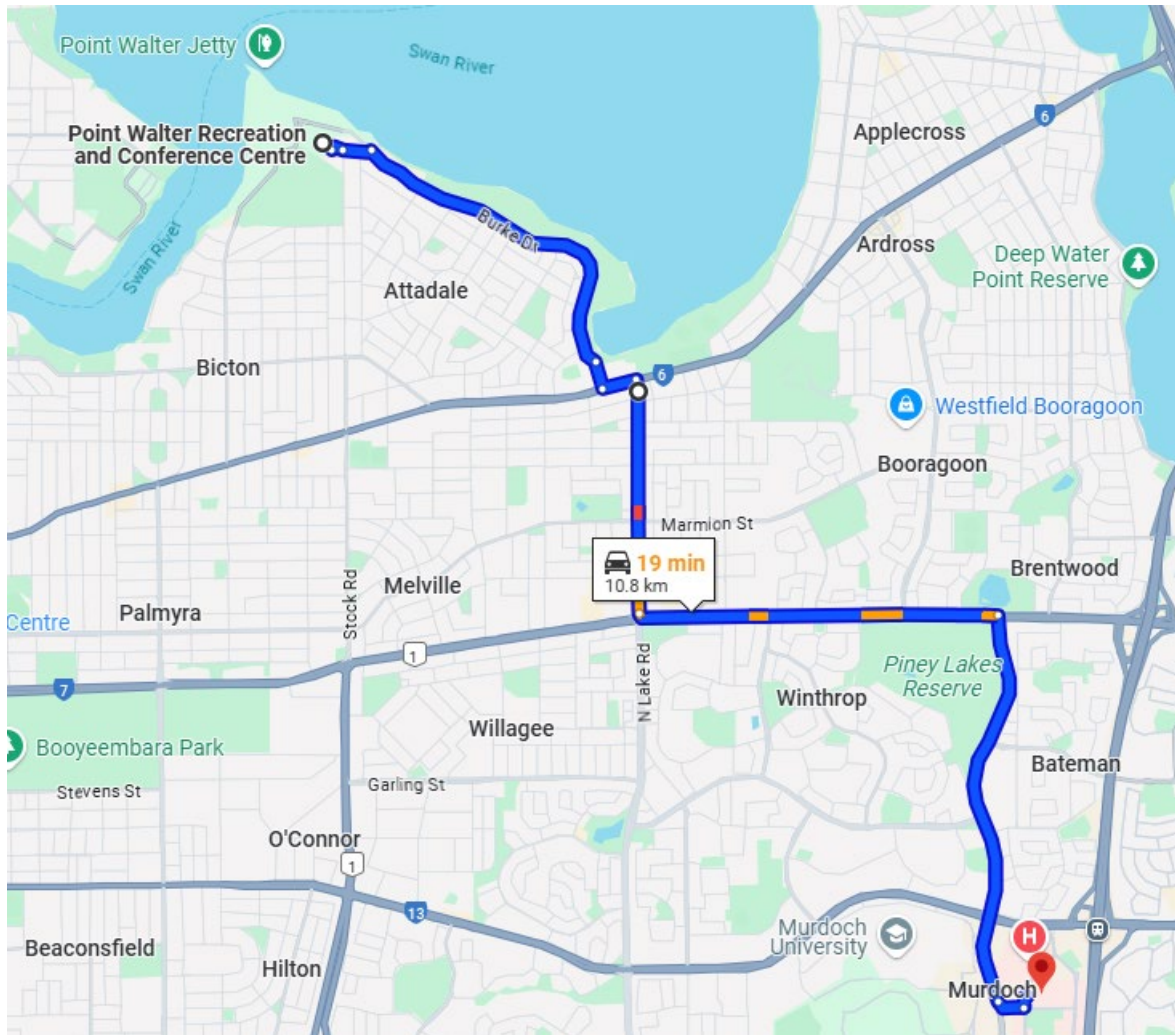 Point Walter Jetty
Swan River
6
Applecross
Point Walter Recreation
and Conference Centre
Ardross
Deep Water
Point Reserve
Burke Dr
Swan River
Attadale
Bicton
6
Westfield Booragoon
Booragoon
Marmion St
19 min
10.8 km
Brentwood
Melville
Stock Rd
Palmyra
Centre
1
N Lake Rd
Piney Lakes
Reserve
7
Winthrop
Willagee
Booyeembara Park
Bateman
Garling St
Stevens St
O'Connor
1
13
Murdoch
University
H
Beaconsfield
Hilton
Murdoch